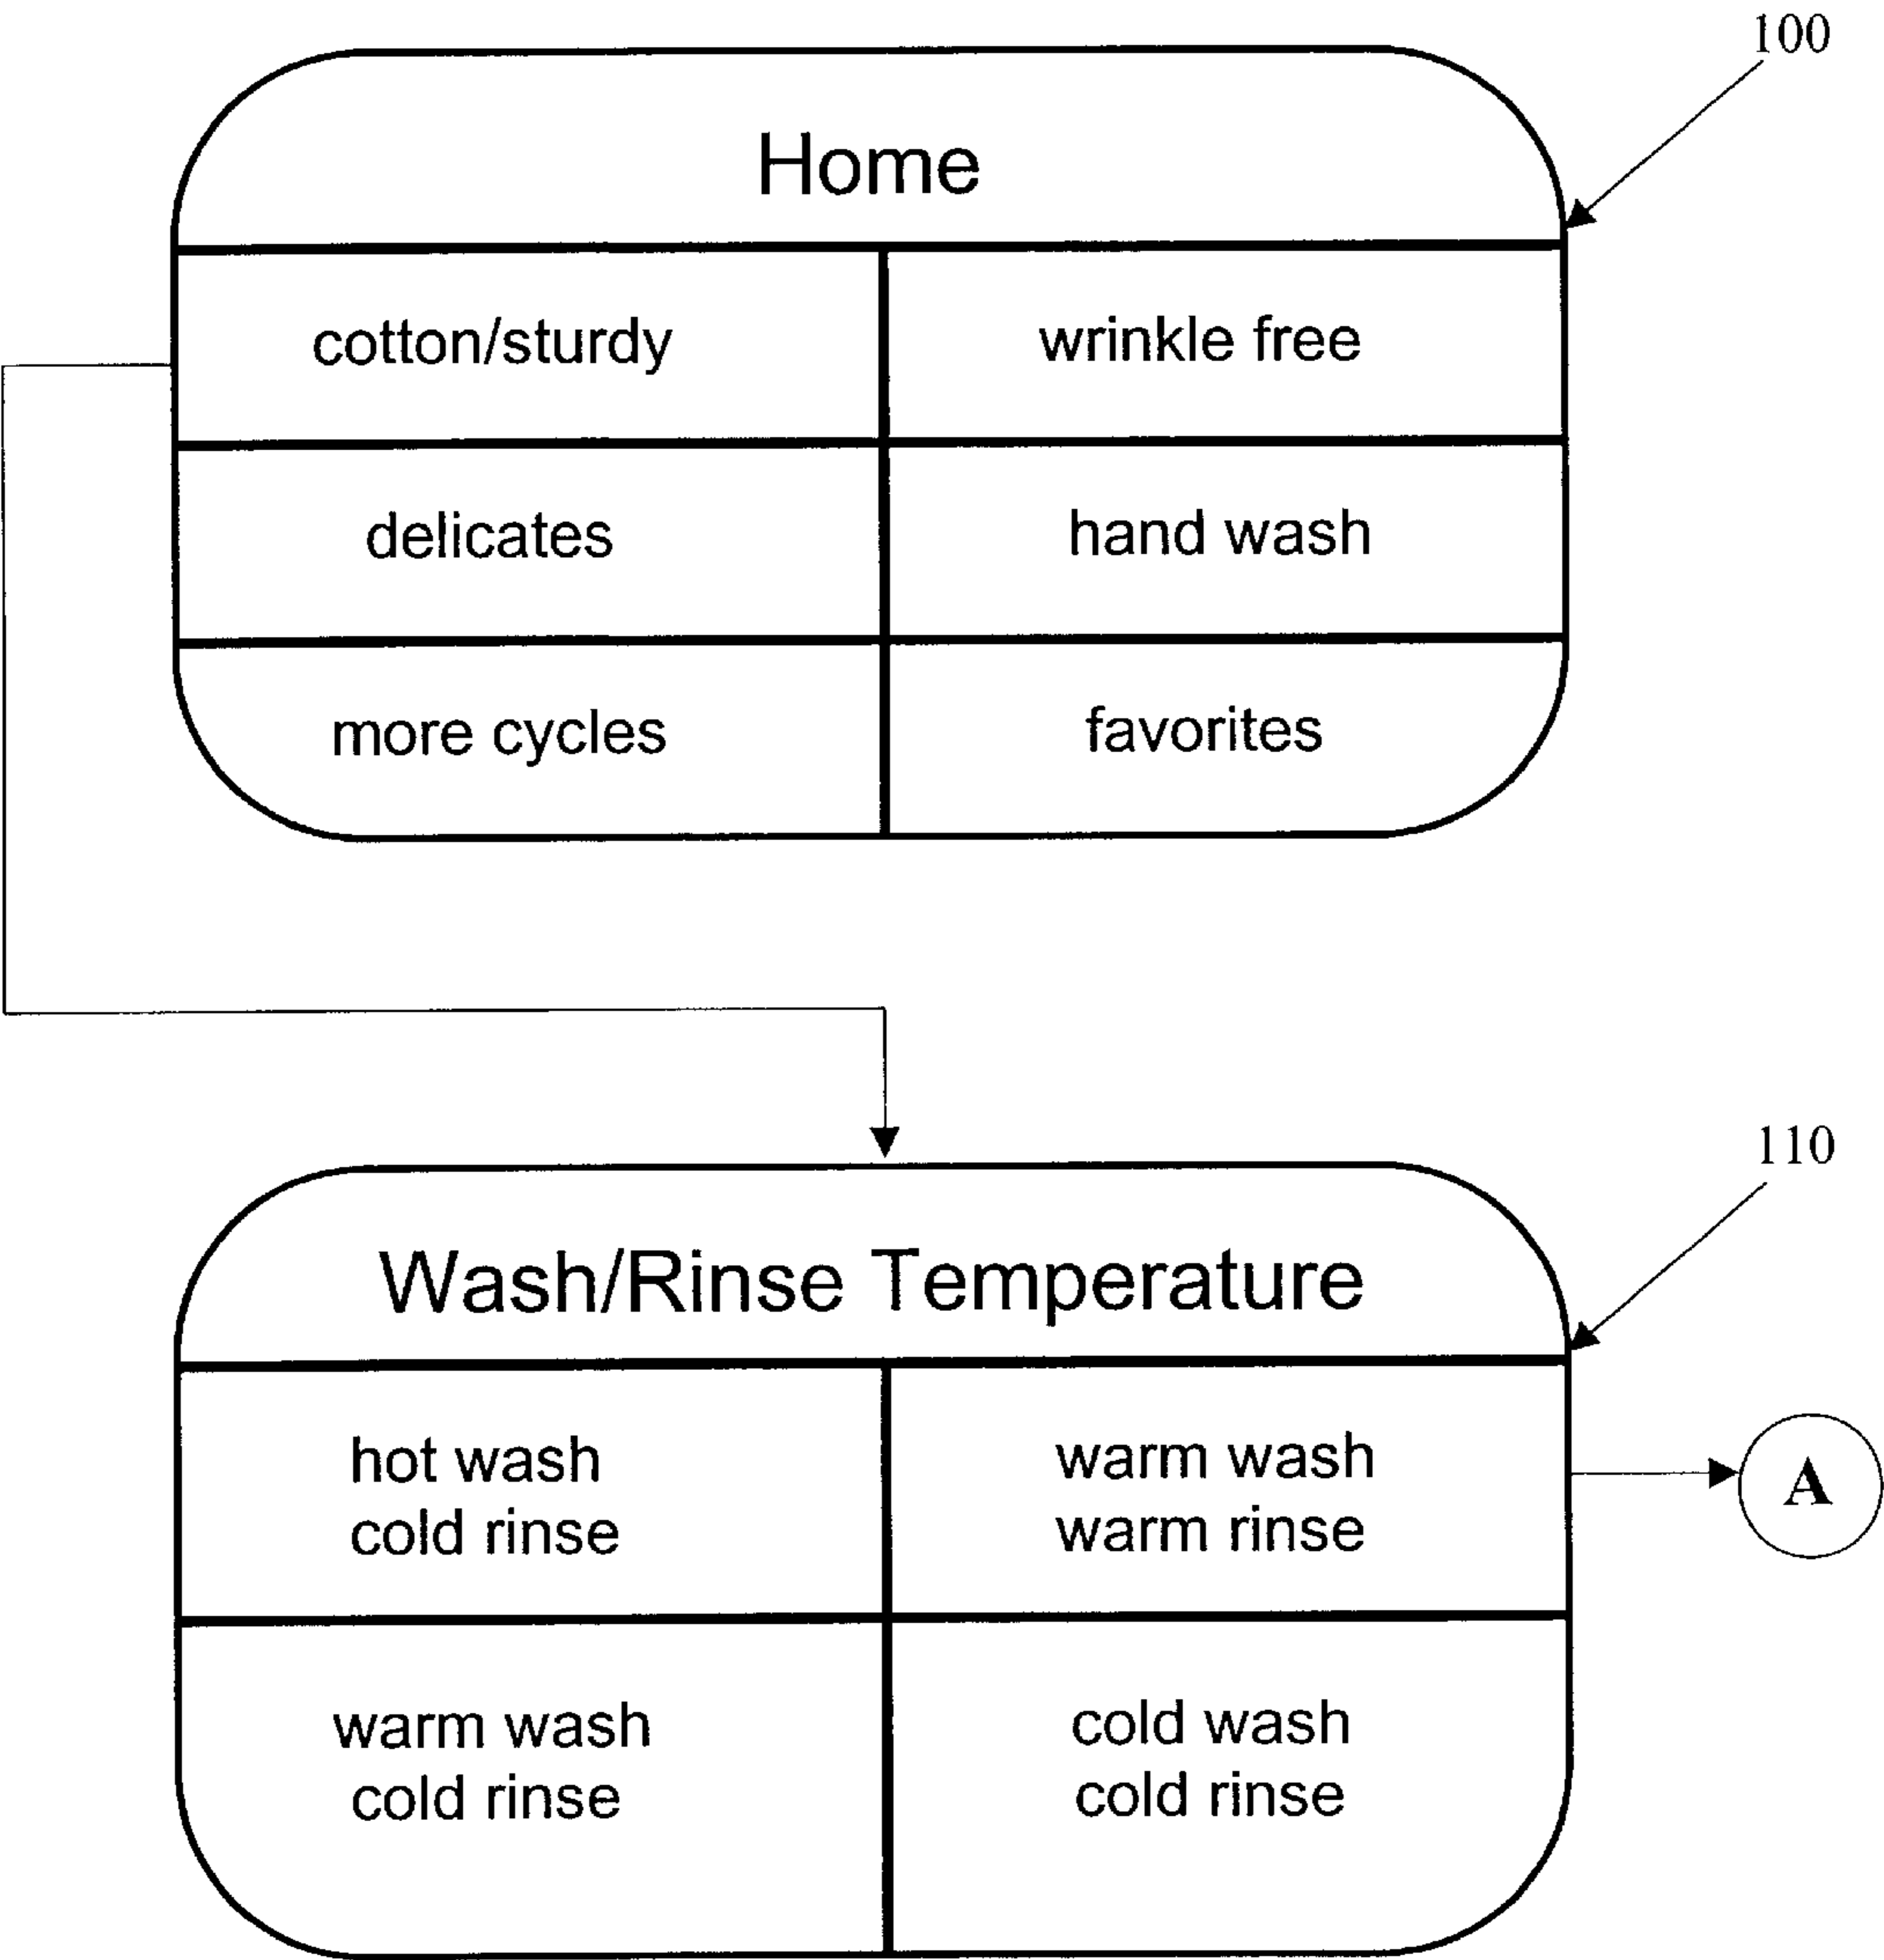 100
Home
cotton/sturdy
wrinkle free
delicates
hand wash
more cycles
favorites
110
Wash/Rinse Temperature
hot wash
cold rinse
warm wash
warm rinse
A
warm wash
cold rinse
cold wash
cold rinse